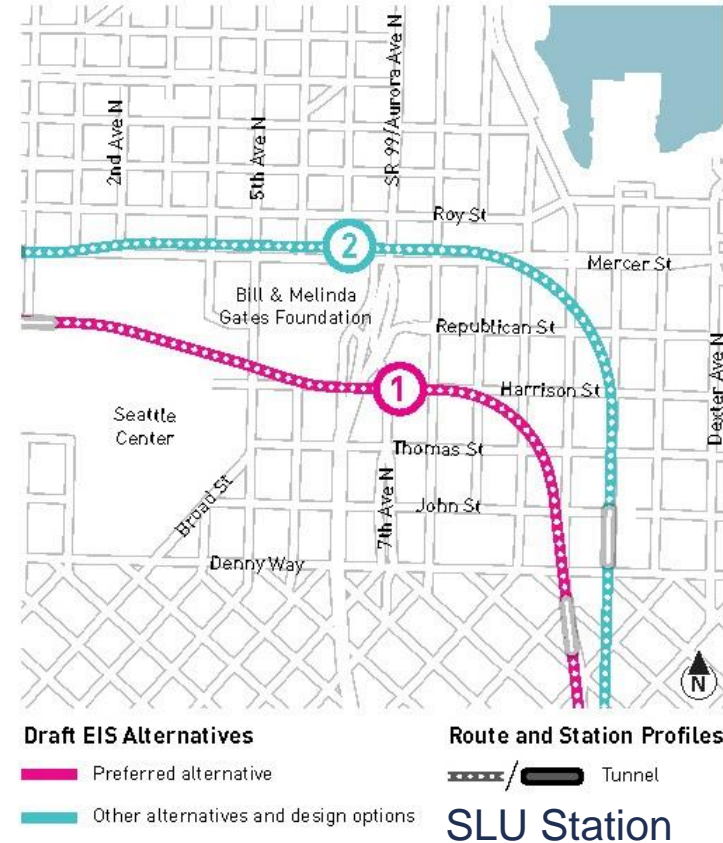 2nd Ave N
5th Ave N
SR 99/Aurora Ave N
Roy St
2
Mercer St
Bill & Melinda
Gates Foundation
Republican St
Dexter Ave N
1
Harrison St
Seattle
Center
Thomas St
Broad St
7th Ave N
John St
Denny Way
N
Draft EIS Alternatives
Preferred alternative
Other alternatives and design options
Route and Station Profiles
/
Tunnel
SLU Station